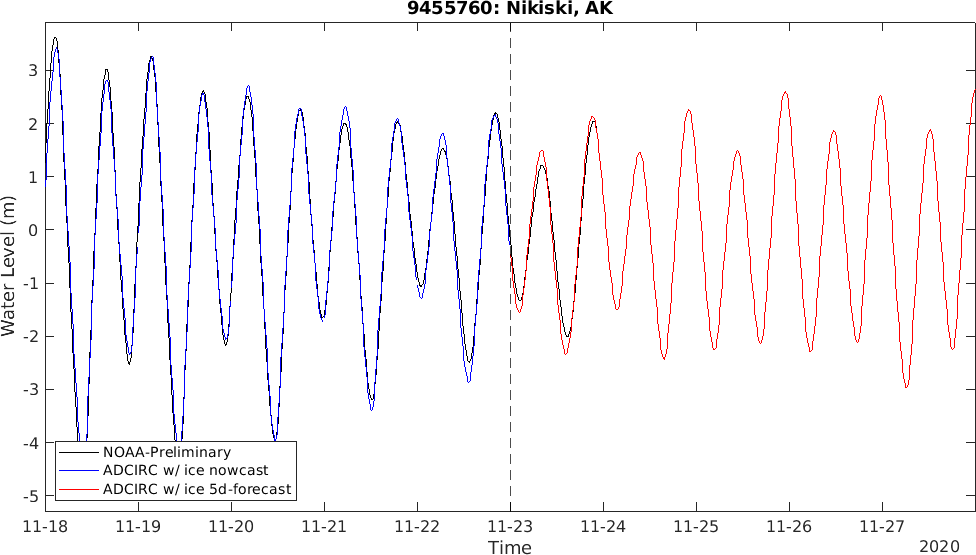 9455760: Nikiski, AK
Water Level (m)
3
2
1
0
-1
-2
-3
-4
-5
NOAA-Preliminary
ADCIRC w/ ice nowcast
ADCIRC w/ ice 5d-forecast
11-18 11-19 11-20 11-21 11-22 11-23 11-24 11-25 11-26 11-27
Time
2020